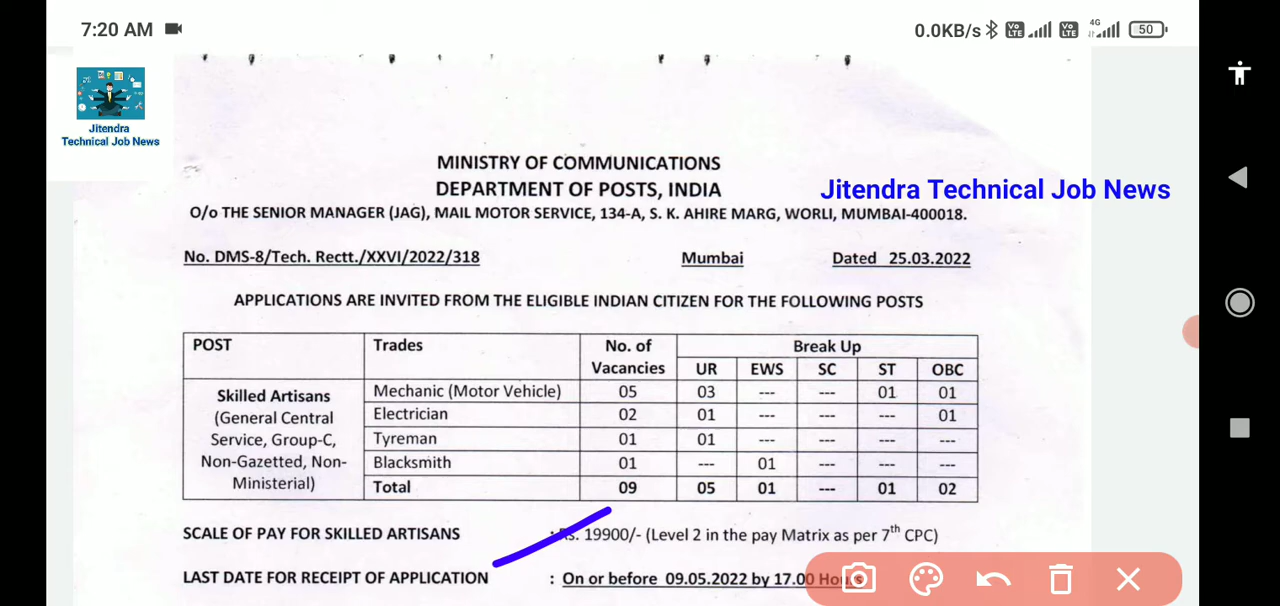 7:20 AM
0.0KB/s Vo LTE Vo LTE 4G 50
Jitendra
Technical Job News
MINISTRY OF COMMUNICATIONS
DEPARTMENT OF POSTS, INDIA
Jitendra Technical Job News
O/o THE SENIOR MANAGER (JAG), MAIL MOTOR SERVICE, 134-A, S. K. AHIRE MARG, WORLI, MUMBAI-400018.
No. DMS-8/Tech. Rectt./XXVI/2022/318 Mumbai Dated 25.03.2022
APPLICATIONS ARE INVITED FROM THE ELIGIBLE INDIAN CITIZEN FOR THE FOLLOWING POSTS
POST Trades No. of Vacancies Break Up
UR EWS SC ST OBC
Skilled Artisans (General Central Service, Group-C, Non-Gazetted, Non-Ministerial)
Mechanic (Motor Vehicle) 05 03 --- --- 01 01
Electrician 02 01 --- --- --- 01
Tyreman 01 01 --- --- --- ---
Blacksmith 01 --- 01 --- --- ---
Total 09 05 01 --- 01 02
SCALE OF PAY FOR SKILLED ARTISANS : Rs. 19900/- (Level 2 in the pay Matrix as per 7th CPC)
LAST DATE FOR RECEIPT OF APPLICATION : On or before 09.05.2022 by 17.00 Hours